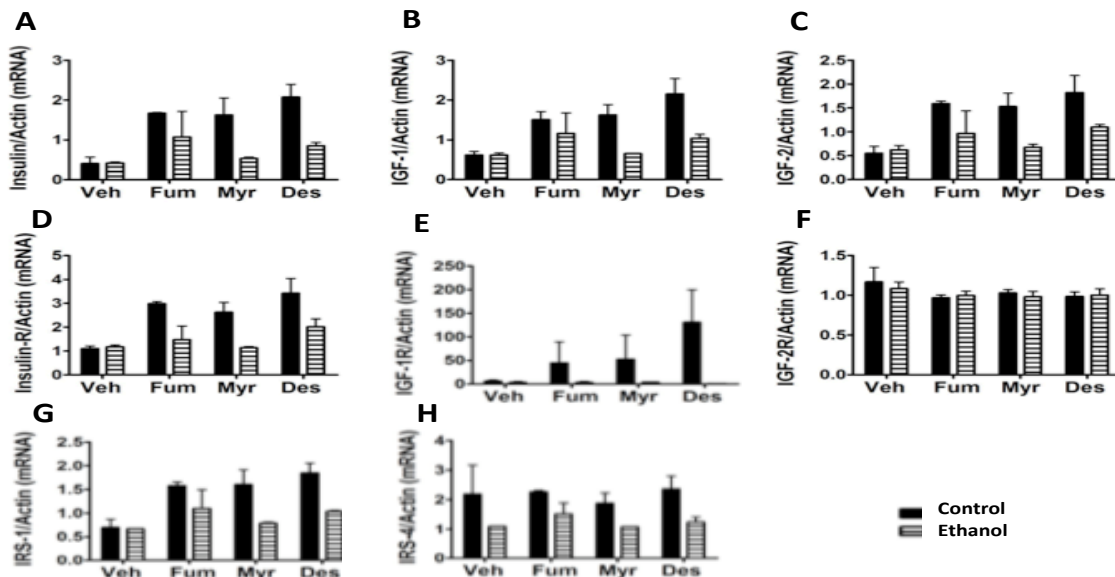 A
B
C
Insulin/Actin (mRNA)
3
2
1
0
Veh Fum Myr Des
IGF-1/Actin (mRNA)
3
2
1
0
Veh Fum Myr Des
IGF-2/Actin (mRNA)
2.5
2.0
1.5
1.0
0.5
0.0
Veh Fum Myr Des
D
E
F
Insulin-R/Actin (mRNA)
5
4
3
2
1
0
Veh Fum Myr Des
IGF-1R/Actin (mRNA)
250
200
150
100
50
0
Veh Fum Myr Des
IGF-2R/Actin (mRNA)
1.5
1.0
0.5
0.0
Veh Fum Myr Des
G
H
IRS-1/Actin (mRNA)
2.5
2.0
1.5
1.0
0.5
0.0
Veh Fum Myr Des
IRS-4/Actin (mRNA)
4
3
2
1
0
Veh Fum Myr Des
Control
Ethanol